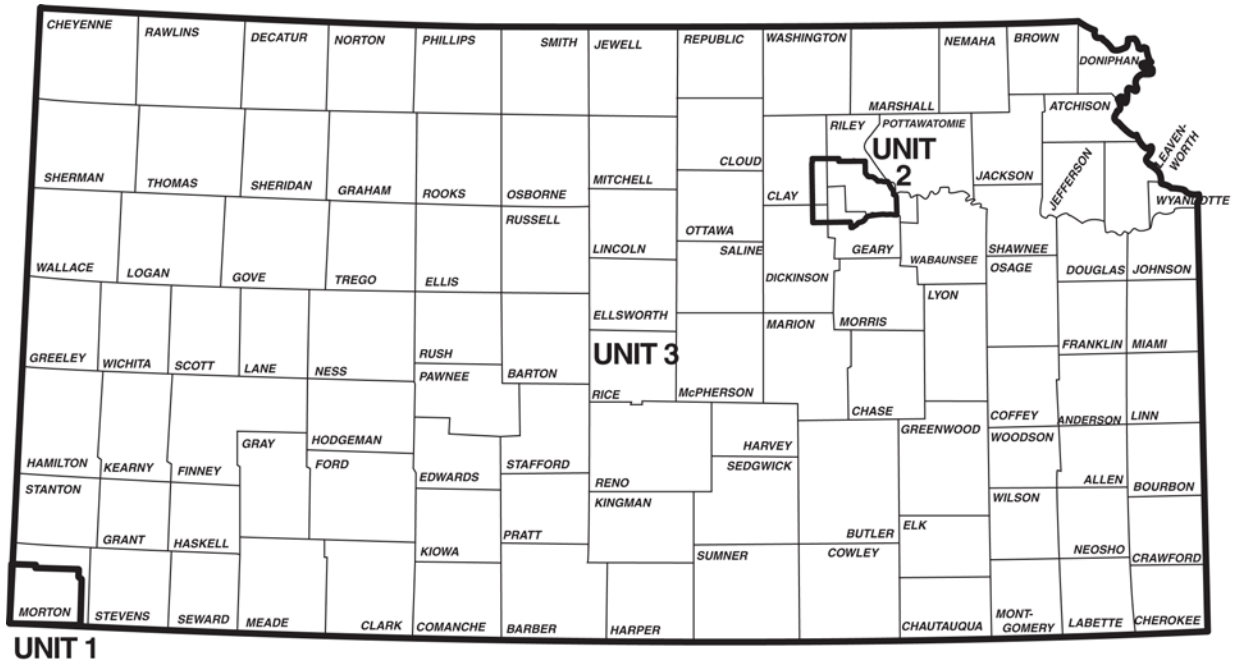 CHEYENNE
RAWLINS
DECATUR
NORTON
PHILLIPS
SMITH
JEWELL
REPUBLIC
WASHINGTON
MARSHALL
NEMAHA
BROWN
DONIPHAN
ATCHISON
SHERMAN
THOMAS
SHERIDAN
GRAHAM
ROOKS
OSBORNE
MITCHELL
CLOUD
CLAY
RILEY
POTTAWATOMIE
UNIT
2
JACKSON
JEFFERSON
LEAVEN-
WORTH
WYANDOTTE
WALLACE
LOGAN
GOVE
TREGO
ELLIS
RUSSELL
LINCOLN
OTTAWA
SALINE
DICKINSON
GEARY
WABAUNSEE
SHAWNEE
OSAGE
DOUGLAS
JOHNSON
GREELEY
WICHITA
SCOTT
LANE
NESS
RUSH
PAWNEE
BARTON
ELLSWORTH
UNIT 3
RICE
McPHERSON
MARION
MORRIS
LYON
CHASE
FRANKLIN
MIAMI
COFFEY
ANDERSON
LINN
HAMILTON
KEARNY
FINNEY
GRAY
HODGEMAN
FORD
EDWARDS
STAFFORD
RENO
HARVEY
SEDGWICK
GREENWOOD
WOODSON
ALLEN
BOURBON
STANTON
GRANT
HASKELL
KIOWA
PRATT
KINGMAN
SUMNER
BUTLER
COWLEY
ELK
WILSON
NEOSHO
CRAWFORD
MORTON
STEVENS
SEWARD
MEADE
CLARK
COMANCHE
BARBER
HARPER
CHAUTAUQUA
MONT-
GOMERY
LABETTE
CHEROKEE
UNIT 1